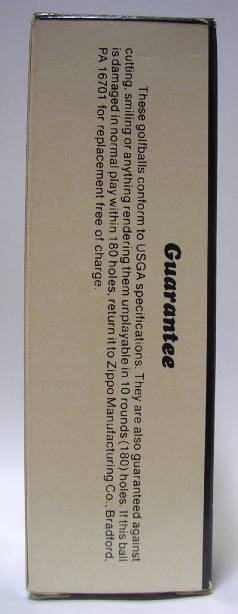 Guarantee
These golfballs conform to USGA specifications. They are also guaranteed against
cutting, smiling or anything rendering them unplayable in 10 rounds (180) holes. If this ball
is damaged in normal play within 180 holes, return it to Zippo Manufacturing Co., Bradford,
PA 16701 for replacement free of charge.